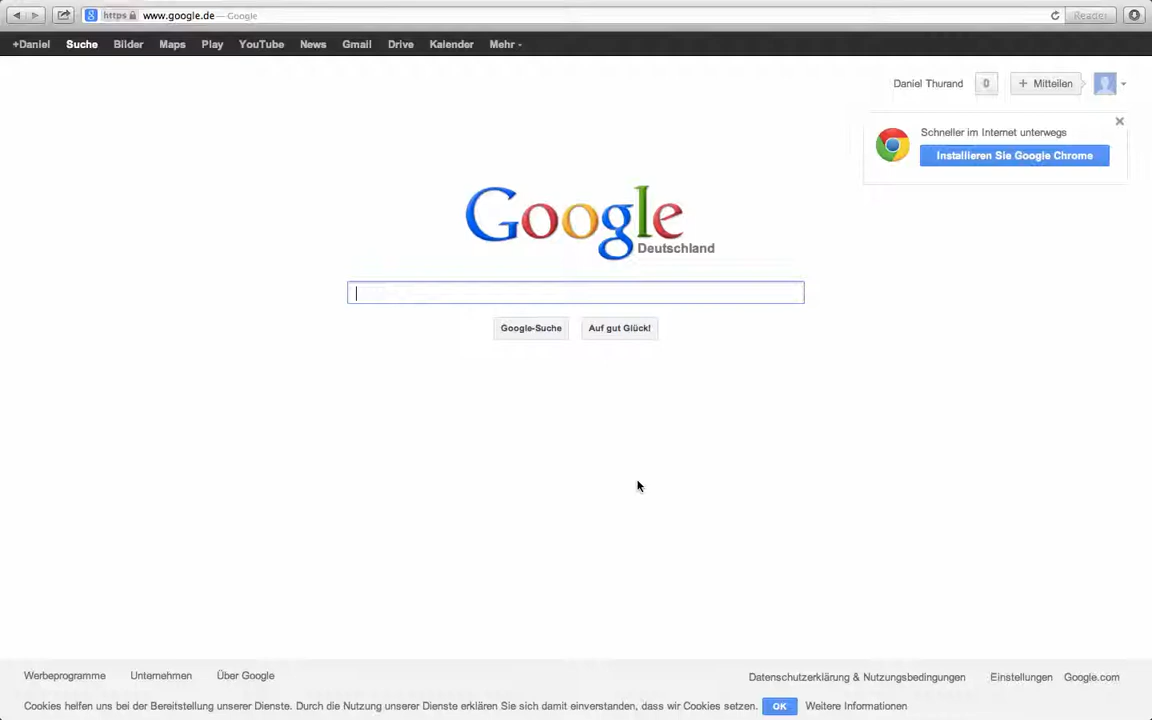 https www.google.de — Google Reader
+Daniel Suche Bilder Maps Play YouTube News Gmail Drive Kalender Mehr
Daniel Thurand 0 + Mitteilen
Schneller im Internet unterwegs
Installieren Sie Google Chrome
Google
Deutschland
Google-Suche Auf gut Glück!
Werbeprogramme Unternehmen Über Google Datenschutzerklärung & Nutzungsbedingungen Einstellungen Google.com
Cookies helfen uns bei der Bereitstellung unserer Dienste. Durch die Nutzung unserer Dienste erklären Sie sich damit einverstanden, dass wir Cookies setzen. OK Weitere Informationen